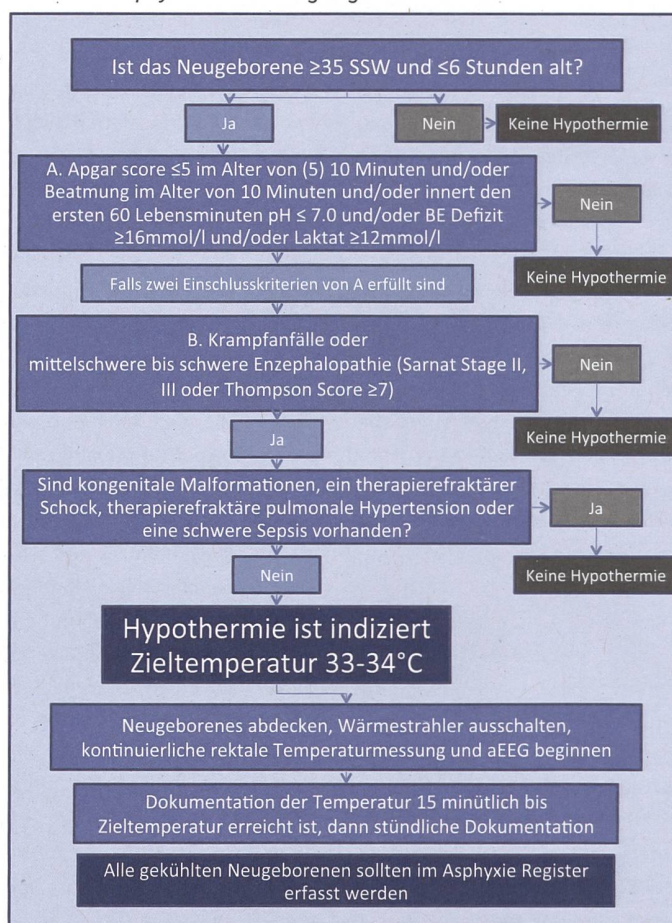 Ist das Neugeborene ≥35 SSW und ≤6 Stunden alt?
Ja
Nein
Keine Hypothermie
A. Apgar score ≤5 im Alter von (5) 10 Minuten und/oder
Beatmung im Alter von 10 Minuten und/oder innert den
ersten 60 Lebensminuten pH ≤ 7.0 und/oder BE Defizit
≥16mmol/l und/oder Laktat ≥12mmol/l
Nein
Keine Hypothermie
Falls zwei Einschlusskriterien von A erfüllt sind
B. Krampfanfälle oder
mittelschwere bis schwere Enzephalopathie (Sarnat Stage II,
III oder Thompson Score ≥7)
Nein
Keine Hypothermie
Ja
Sind kongenitale Malformationen, ein therapierefraktärer
Schock, therapierefraktäre pulmonale Hypertension oder
eine schwere Sepsis vorhanden?
Ja
Keine Hypothermie
Nein
Hypothermie ist indiziert
Zieltemperatur 33-34°C
Neugeborenes abdecken, Wärmestrahler ausschalten,
kontinuierliche rektale Temperaturmessung und aEEG beginnen
Dokumentation der Temperatur 15 minütlich bis
Zieltemperatur erreicht ist, dann stündliche Dokumentation
Alle gekühlten Neugeborenen sollten im Asphyxie Register
erfasst werden